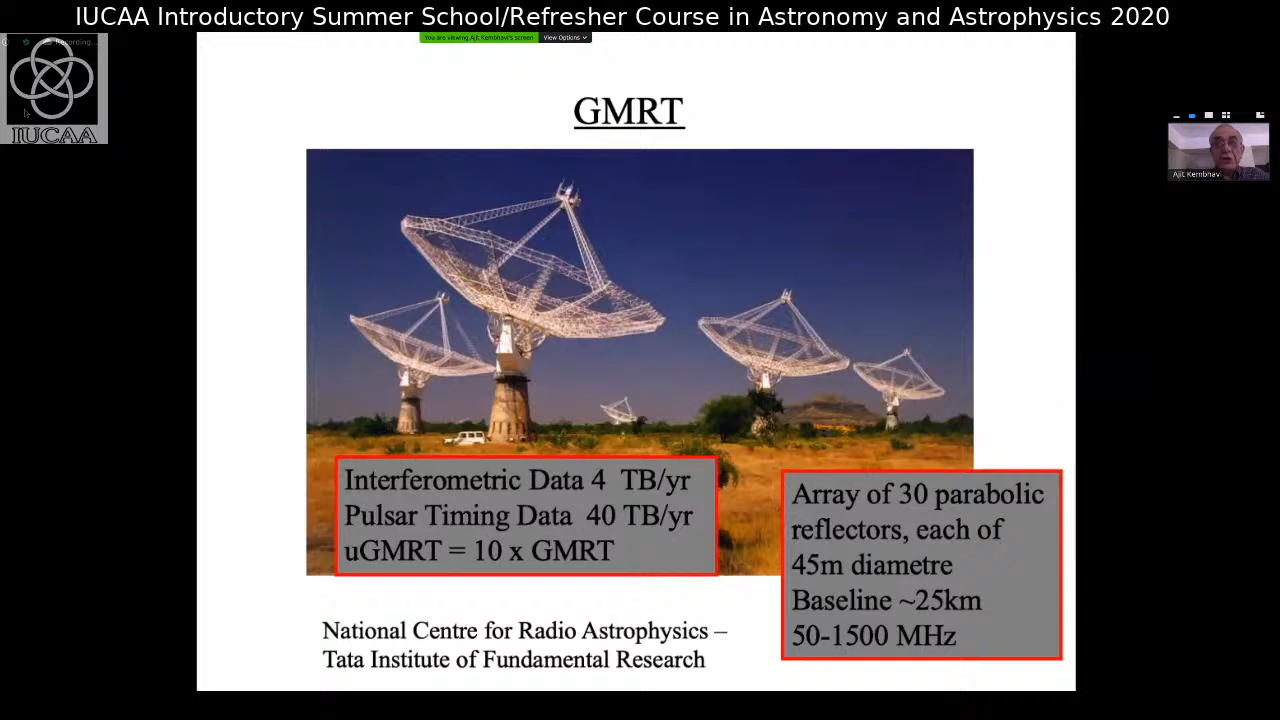 IUCAA Introductory Summer School/Refresher Course in Astronomy and Astrophysics 2020
You are viewing Ajit Kembhavi's screen
View Options
Recording...
IUCAA
GMRT
Ajit Kembhavi
Interferometric Data 4 TB/yr
Pulsar Timing Data 40 TB/yr
uGMRT = 10 x GMRT
Array of 30 parabolic
reflectors, each of
45m diametre
Baseline ~25km
50-1500 MHz
National Centre for Radio Astrophysics –
Tata Institute of Fundamental Research